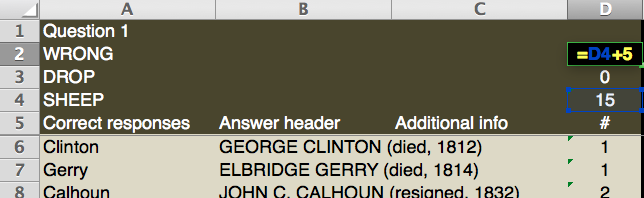 A B C D
1 Question 1
2 WRONG =D4+5
3 DROP 0
4 SHEEP 15
5 Correct responses Answer header Additional info #
6 Clinton GEORGE CLINTON (died, 1812) 1
7 Gerry ELBRIDGE GERRY (died, 1814) 1
8 Calhoun JOHN C. CALHOUN (resigned, 1832) 2